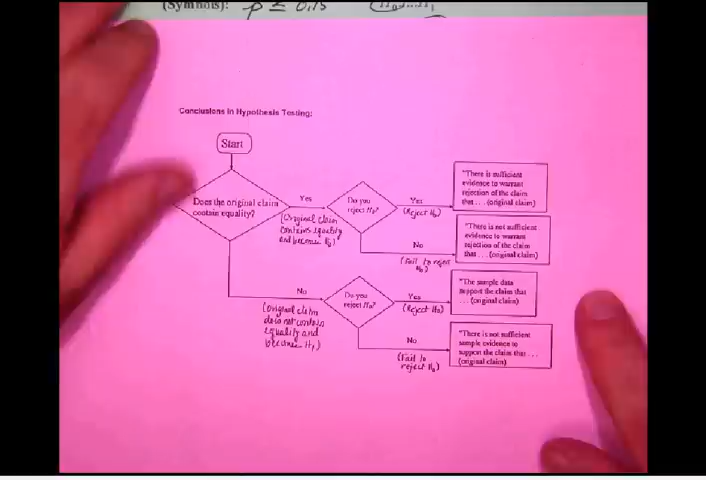 (Symbols): p ≤ 0.15
Conclusions in Hypothesis Testing:
Start
Does the original claim
contain equality?
Yes
(Original claim
contains equality
and becomes H₀)
Do you
reject H₀?
Yes
(Reject H₀)
"There is sufficient
evidence to warrant
rejection of the claim
that . . . (original claim)
No
(Fail to reject
H₀)
"There is not sufficient
evidence to warrant
rejection of the claim
that . . . (original claim)
No
(Original claim
does not contain
equality and
becomes H₁)
Do you
reject H₀?
Yes
(Reject H₀)
"The sample data
support the claim that
. . . (original claim)
No
(Fail to
reject H₀)
"There is not sufficient
sample evidence to
support the claim that . . .
(original claim)